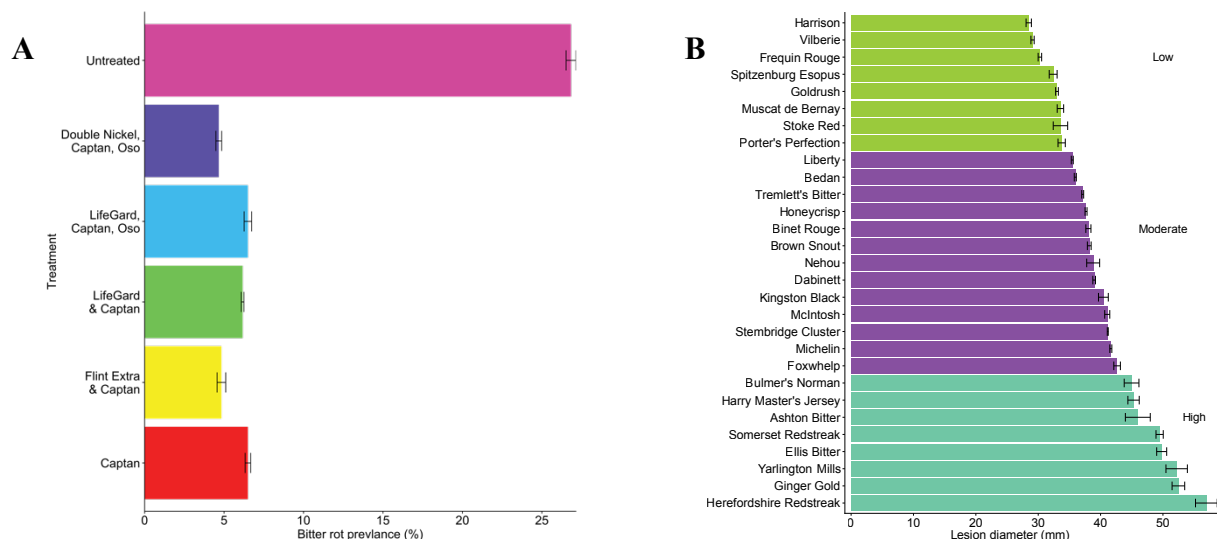 A
Treatment
Untreated
Double Nickel,
Captan, Oso
LifeGard,
Captan, Oso
LifeGard
& Captan
Flint Extra
& Captan
Captan
0 5 10 15 20 25
Bitter rot prevlance (%)
B
Harrison
Vilberie
Frequin Rouge
Low
Spitzenburg Esopus
Goldrush
Muscat de Bernay
Stoke Red
Porter's Perfection
Liberty
Bedan
Tremlett's Bitter
Honeycrisp
Binet Rouge
Moderate
Brown Snout
Nehou
Dabinett
Kingston Black
McIntosh
Stembridge Cluster
Michelin
Foxwhelp
Bulmer's Norman
Harry Master's Jersey
Ashton Bitter
High
Somerset Redstreak
Ellis Bitter
Yarlington Mills
Ginger Gold
Herefordshire Redstreak
0 10 20 30 40 50
Lesion diameter (mm)